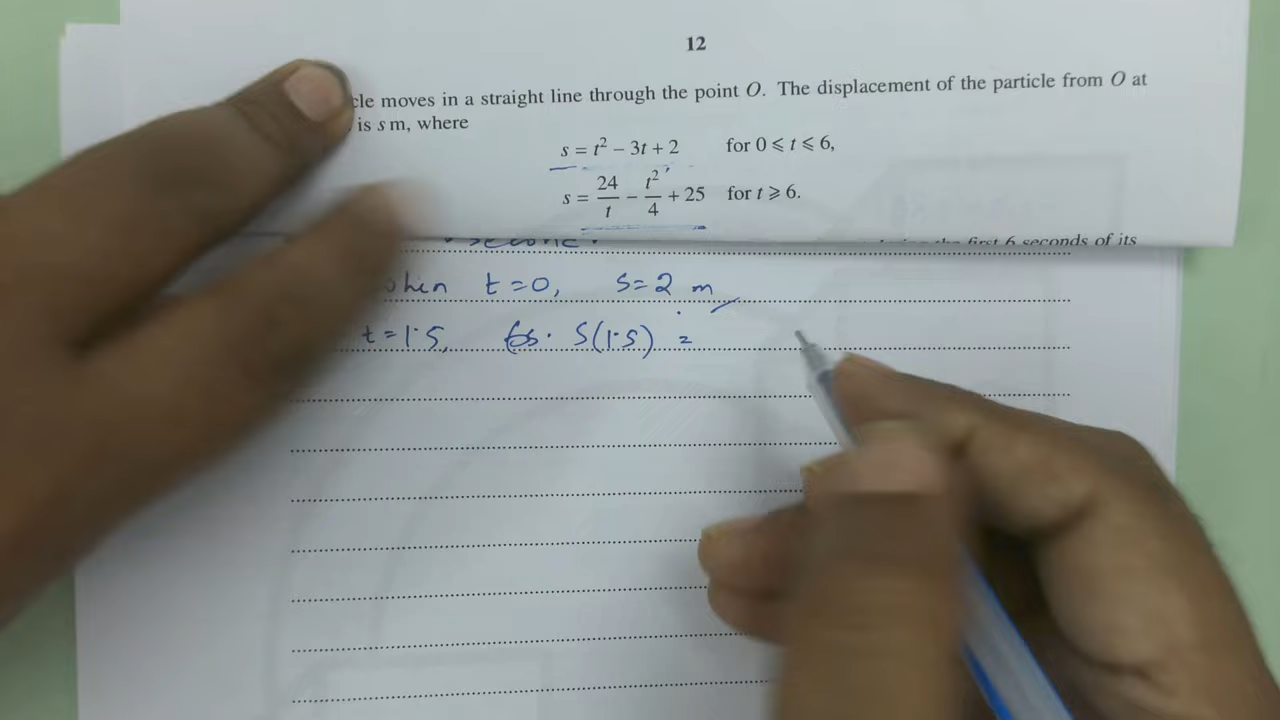 12
cle moves in a straight line through the point O. The displacement of the particle from O at
is s m, where
s = t² − 3t + 2 for 0 ⩽ t ⩽ 6,
s = 24/t − t²/4 + 25 for t ⩾ 6.
first 6 seconds of its
second.
when t=0, s=2 m
t=1.5, s(1.5) =